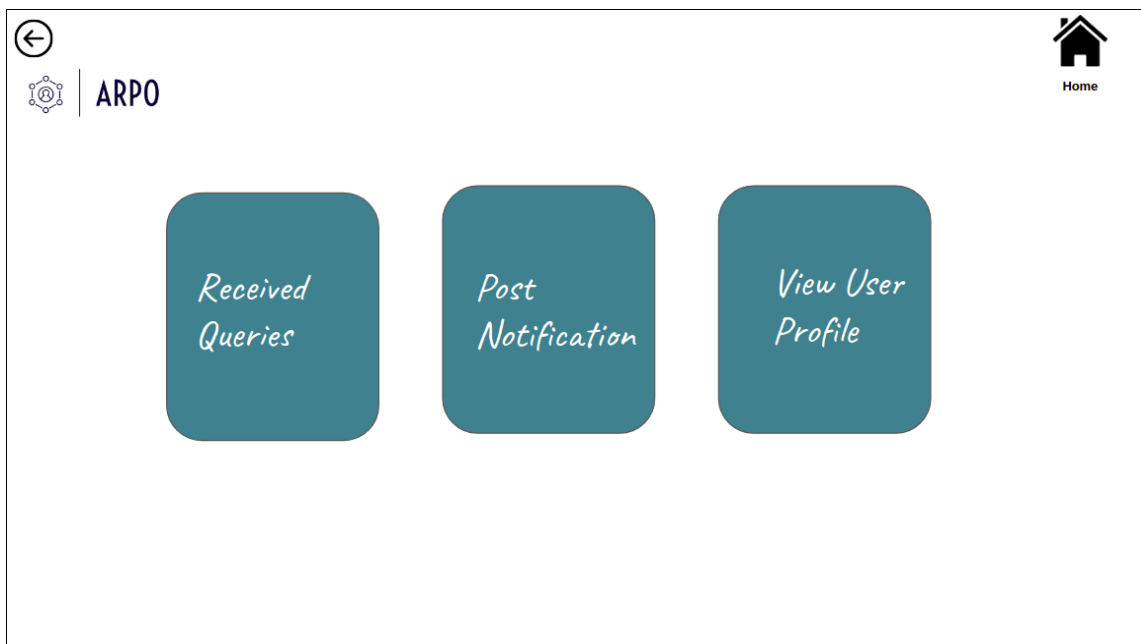 Home
ARPO
Received
Queries
Post
Notification
View User
Profile